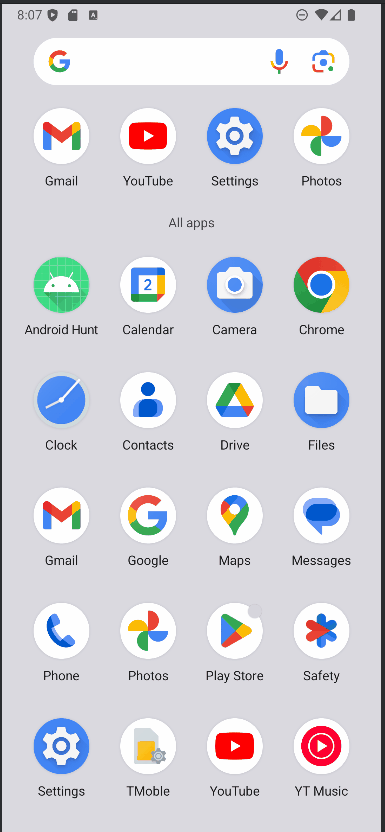 8:07
Gmail YouTube Settings Photos
All apps
Android Hunt Calendar Camera Chrome
2
Clock Contacts Drive Files
Gmail Google Maps Messages
Phone Photos Play Store Safety
Settings TMoble YouTube YT Music